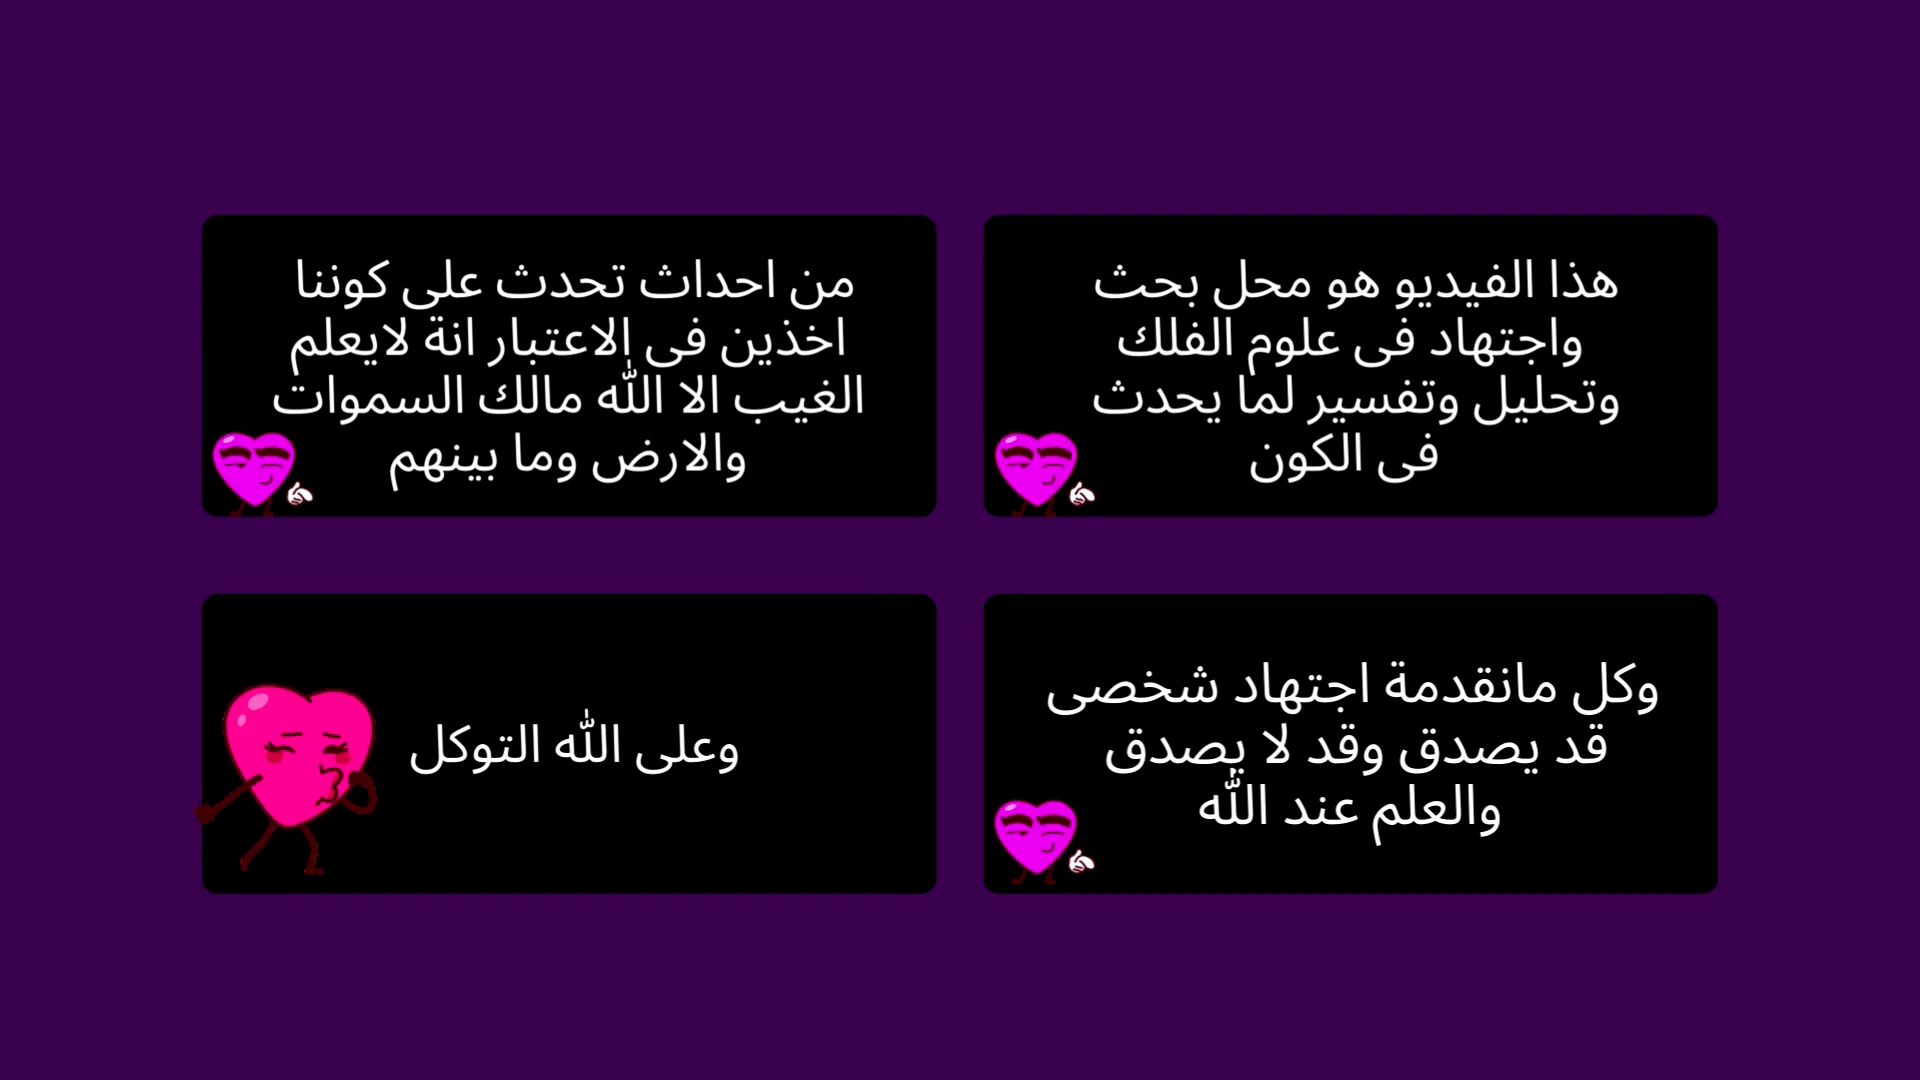 هذا الفيديو هو محل بحث
واجتهاد فى علوم الفلك
وتحليل وتفسير لما يحدث
فى الكون
من احداث تحدث على كوننا
اخذين فى الاعتبار انة لايعلم
الغيب الا الله مالك السموات
والارض وما بينهم
وكل مانقدمة اجتهاد شخصى
قد يصدق وقد لا يصدق
والعلم عند الله
وعلى الله التوكل